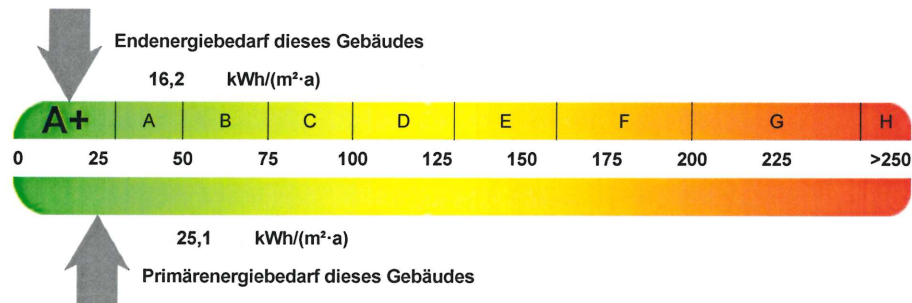 Endenergiebedarf dieses Gebäudes
16,2 kWh/(m²·a)
A+ A B C D E F G H
0 25 50 75 100 125 150 175 200 225 >250
25,1 kWh/(m²·a)
Primärenergiebedarf dieses Gebäudes